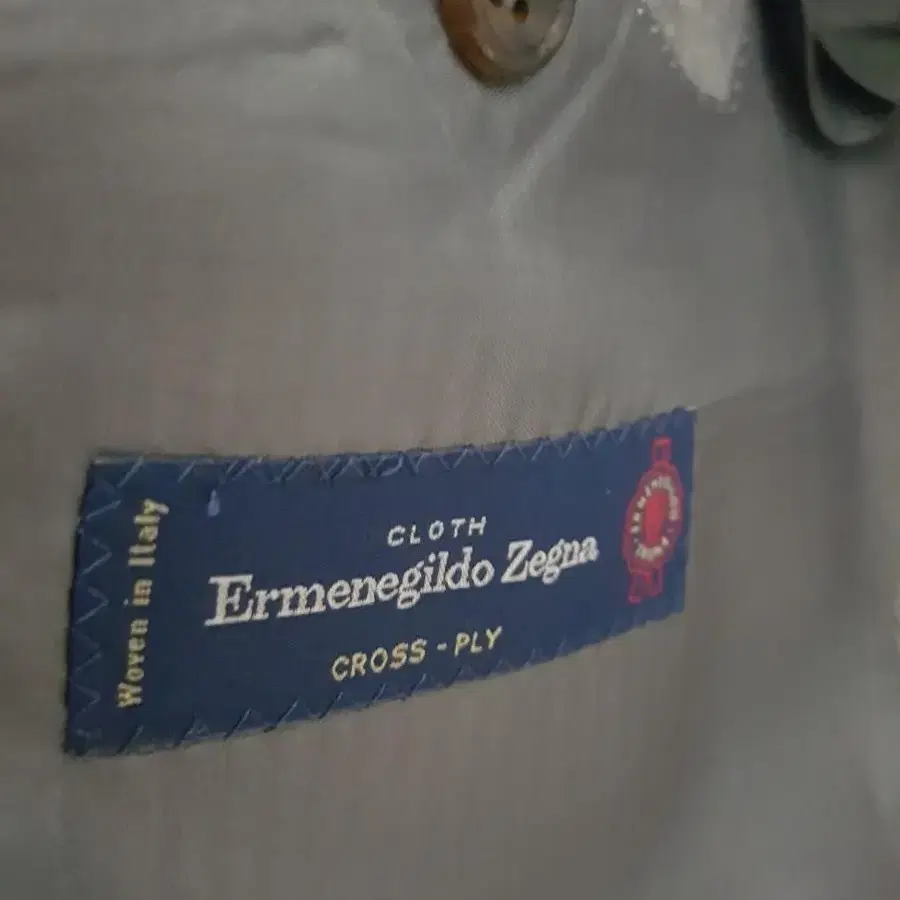 Woven in Italy
CLOTH
Ermenegildo Zegna
CROSS-PLY